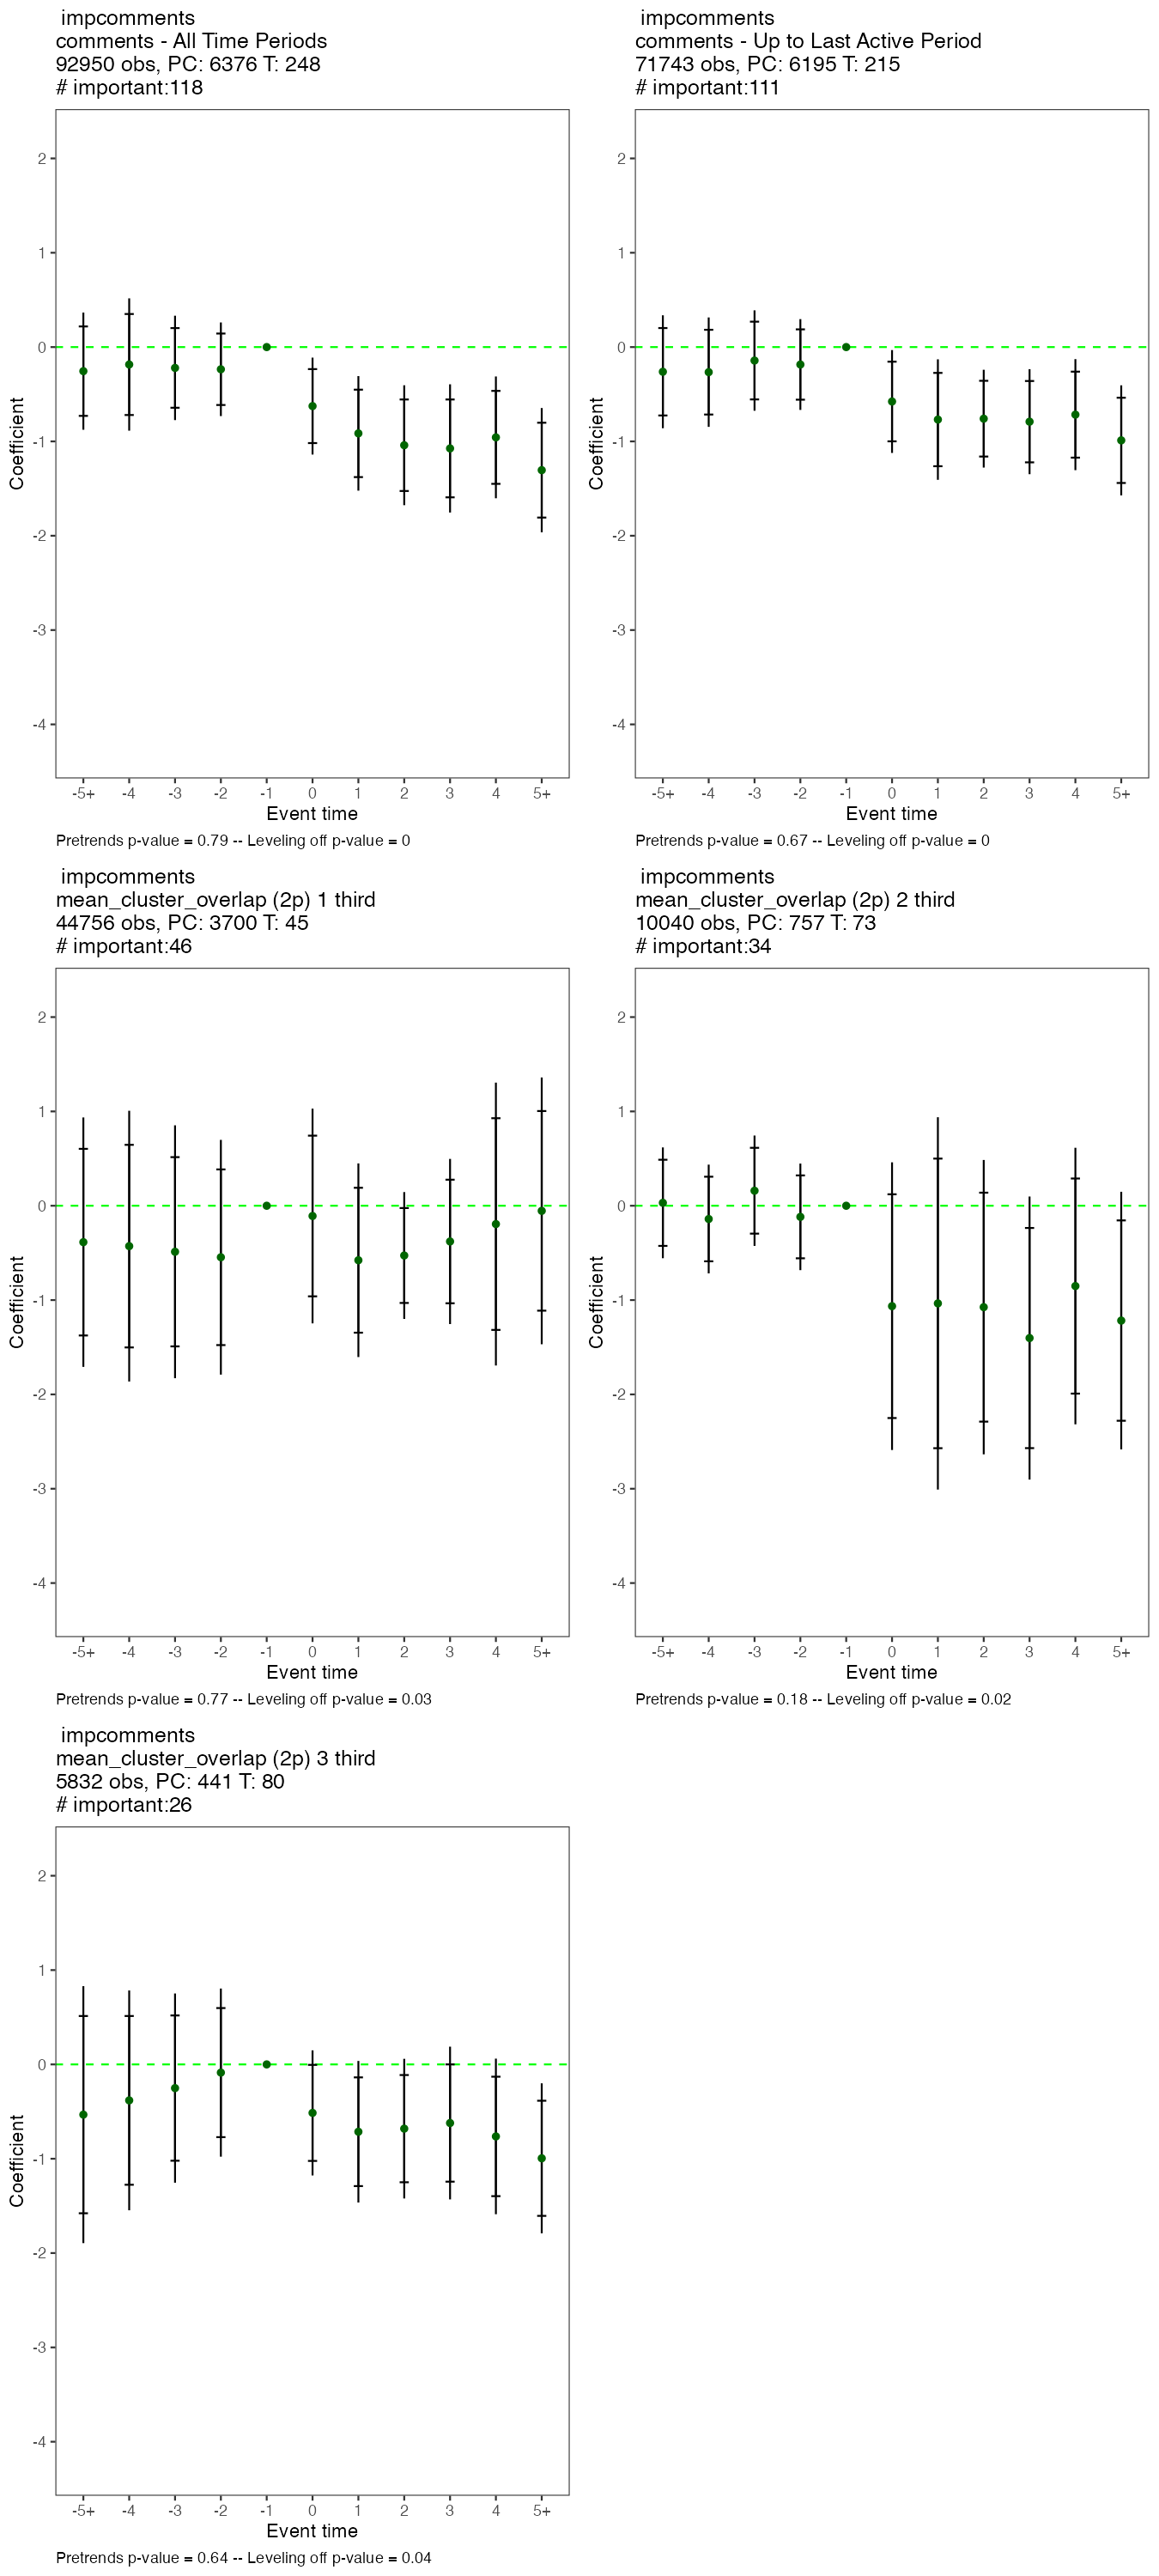 impcomments
comments - All Time Periods
92950 obs, PC: 6376 T: 248
# important:118
2
1
0
-1
-2
-3
-4
Coefficient
-5+ -4 -3 -2 -1 0 1 2 3 4 5+
Event time
Pretrends p-value = 0.79 -- Leveling off p-value = 0
impcomments
comments - Up to Last Active Period
71743 obs, PC: 6195 T: 215
# important:111
2
1
0
-1
-2
-3
-4
Coefficient
-5+ -4 -3 -2 -1 0 1 2 3 4 5+
Event time
Pretrends p-value = 0.67 -- Leveling off p-value = 0
impcomments
mean_cluster_overlap (2p) 1 third
44756 obs, PC: 3700 T: 45
# important:46
2
1
0
-1
-2
-3
-4
Coefficient
-5+ -4 -3 -2 -1 0 1 2 3 4 5+
Event time
Pretrends p-value = 0.77 -- Leveling off p-value = 0.03
impcomments
mean_cluster_overlap (2p) 2 third
10040 obs, PC: 757 T: 73
# important:34
2
1
0
-1
-2
-3
-4
Coefficient
-5+ -4 -3 -2 -1 0 1 2 3 4 5+
Event time
Pretrends p-value = 0.18 -- Leveling off p-value = 0.02
impcomments
mean_cluster_overlap (2p) 3 third
5832 obs, PC: 441 T: 80
# important:26
2
1
0
-1
-2
-3
-4
Coefficient
-5+ -4 -3 -2 -1 0 1 2 3 4 5+
Event time
Pretrends p-value = 0.64 -- Leveling off p-value = 0.04